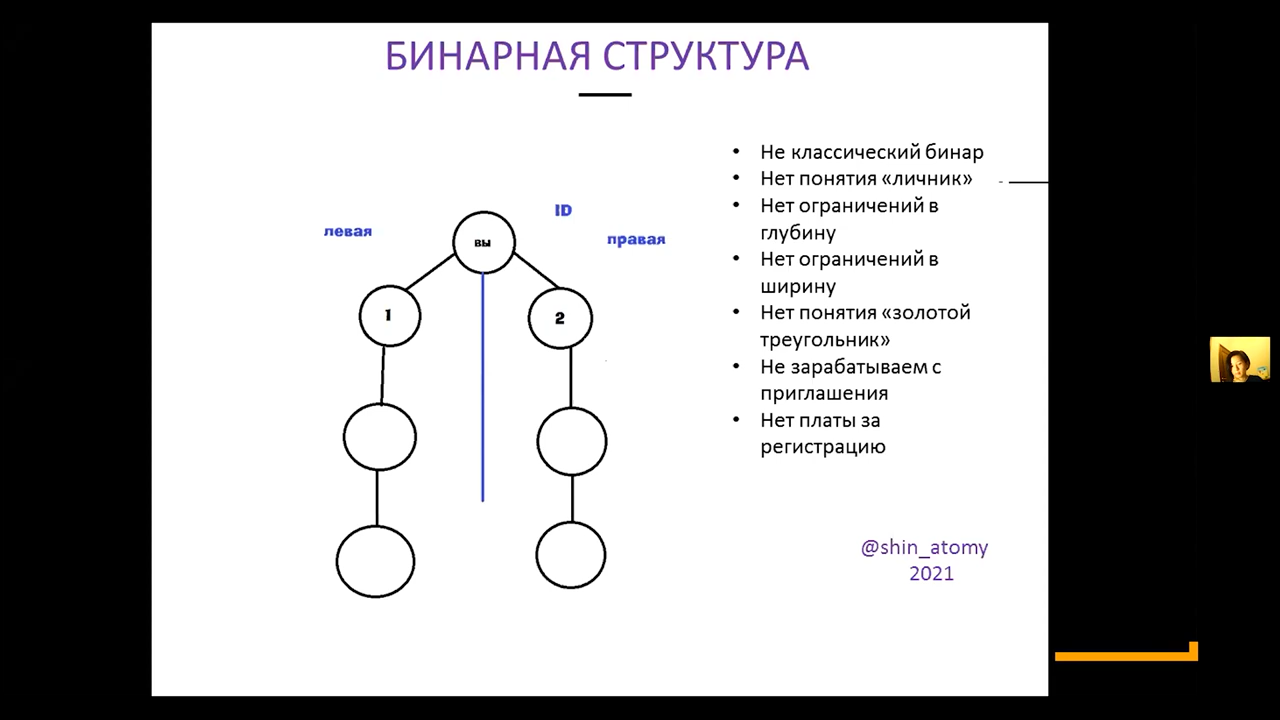 БИНАРНАЯ СТРУКТУРА
ID
левая
вы
правая
1
2
• Не классический бинар
• Нет понятия «личник»
• Нет ограничений в
глубину
• Нет ограничений в
ширину
• Нет понятия «золотой
треугольник»
• Не зарабатываем с
приглашения
• Нет платы за
регистрацию
@shin_atomy
2021